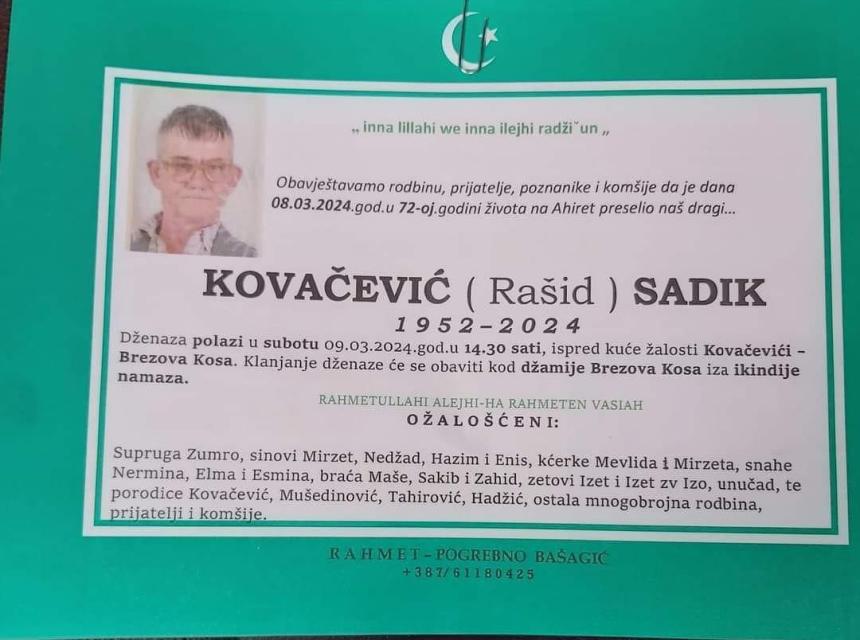 „ inna lillahi we inna ilejhi radži˘un „
Obavještavamo rodbinu, prijatelje, poznanike i komšije da je dana
08.03.2024.god.u 72-oj.godini života na Ahiret preselio naš dragi...
KOVAČEVIĆ ( Rašid ) SADIK
1952-2024
Dženaza polazi u subotu 09.03.2024.god.u 14.30 sati, ispred kuće žalosti Kovačevići –
Brezova Kosa. Klanjanje dženaze će se obaviti kod džamije Brezova Kosa iza ikindije
namaza.
RAHMETULLAHI ALEJHI-HA RAHMETEN VASIAH
OŽALOŠĆENI:
Supruga Zumro, sinovi Mirzet, Nedžad, Hazim i Enis, kćerke Mevlida i Mirzeta, snahe
Nermina, Elma i Esmina, braća Maše, Sakib i Zahid, zetovi Izet i Izet zv Izo, unučad, te
porodice Kovačević, Mušedinović, Tahirović, Hadžić, ostala mnogobrojna rodbina,
prijatelji i komšije.
RAHMET-POGREBNO BAŠAGIĆ
+387/61180425